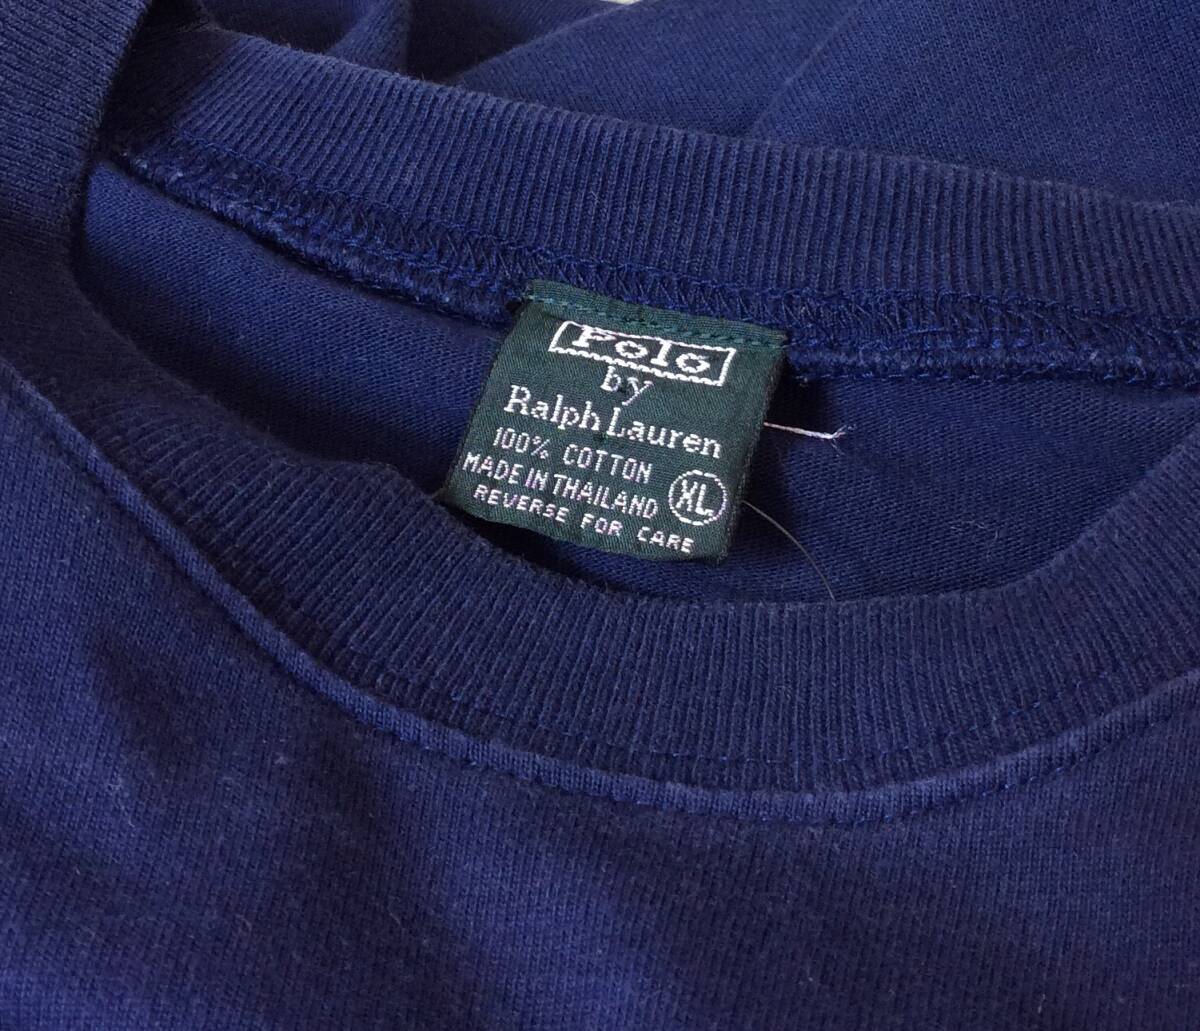 Polo
by
Ralph Lauren
100% COTTON
MADE IN THAILAND XL
REVERSE FOR CARE